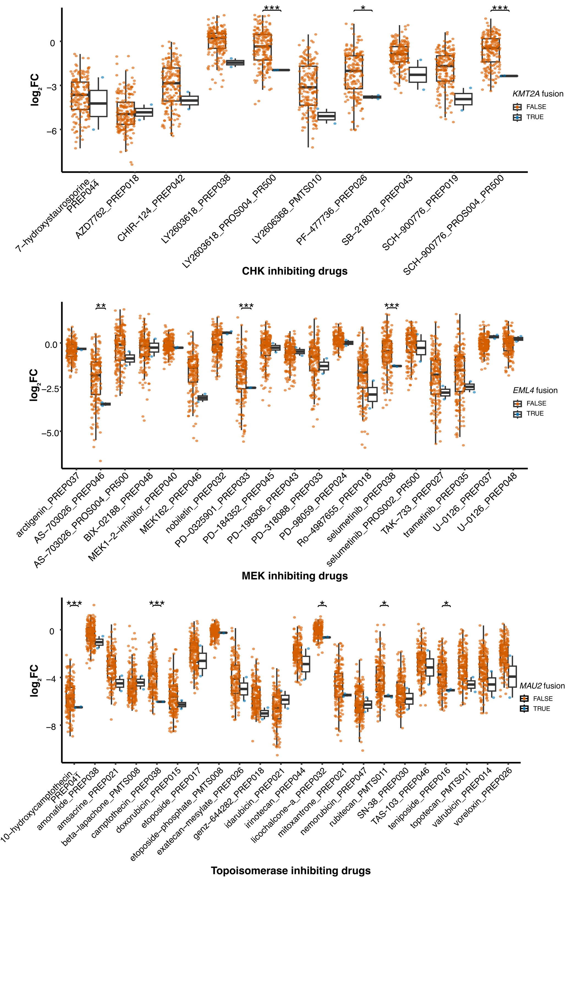 *** * ***
0
−3
−6
log2FC
KMT2A fusion
FALSE
TRUE
7−hydroxystaurosporine_
PREP044
AZD7762_PREP018
CHIR−124_PREP042
LY2603618_PREP038
LY2603618_PROS004_PR500
LY2606368_PMTS010
PF−477736_PREP026
SB−218078_PREP043
SCH−900776_PREP019
SCH−900776_PROS004_PR500
CHK inhibiting drugs
** *** ***
0.0
−2.5
−5.0
log2FC
EML4 fusion
FALSE
TRUE
arctigenin_PREP037
AS−703026_PREP046
AS−703026_PROS004_PR500
BIX−02188_PREP048
MEK1−2−inhibitor_PREP040
MEK162_PREP046
nobiletin_PREP032
PD−0325901_PREP033
PD−184352_PREP045
PD−198306_PREP043
PD−318088_PREP033
PD−98059_PREP024
Ro−4987655_PREP018
selumetinib_PREP038
selumetinib_PROS002_PR500
TAK−733_PREP027
trametinib_PREP035
U−0126_PREP037
U−0126_PREP048
MEK inhibiting drugs
*** *** * * *
0
−4
−8
log2FC
MAU2 fusion
FALSE
TRUE
10−hydroxycamptothecin_
PREP041
amonafide_PREP038
amsacrine_PREP021
beta−lapachone_PMTS008
camptothecin_PREP038
doxorubicin_PREP015
etoposide_PREP017
etoposide−phosphate_PMTS008
exatecan−mesylate_PREP026
genz−644282_PREP018
idarubicin_PREP021
irinotecan_PREP044
licochalcone−a_PREP032
mitoxantrone_PREP021
nemorubicin_PREP047
rubitecan_PMTS011
SN−38_PREP030
TAS−103_PREP046
teniposide_PREP016
topotecan_PMTS011
valrubicin_PREP014
voreloxin_PREP026
Topoisomerase inhibiting drugs